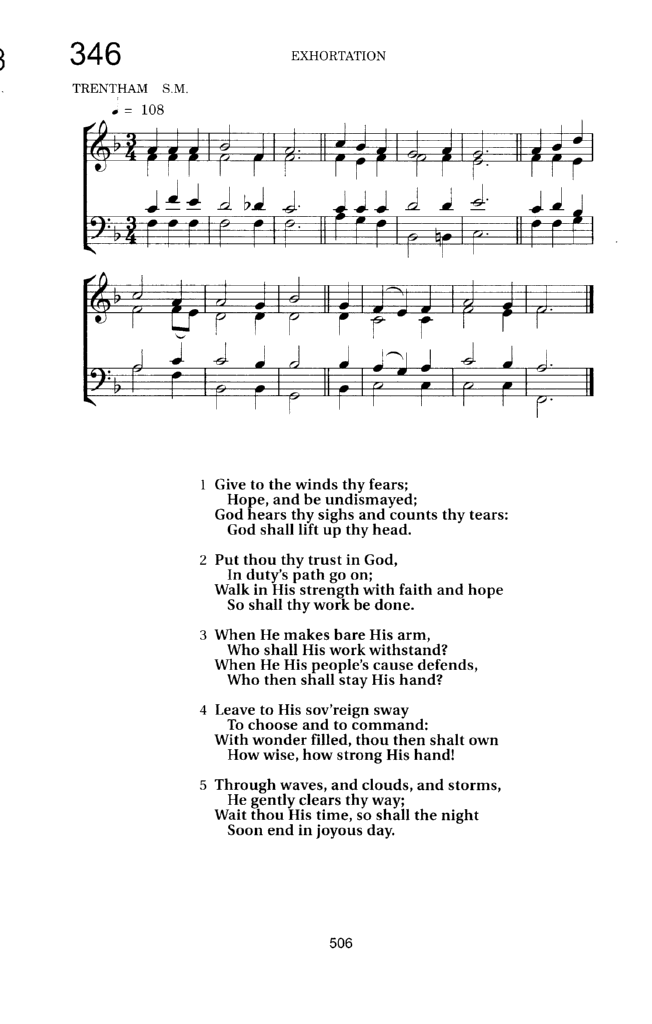 346
EXHORTATION
TRENTHAM S.M.
= 108
1 Give to the winds thy fears;
Hope, and be undismayed;
God hears thy sighs and counts thy tears:
God shall lift up thy head.
2 Put thou thy trust in God,
In duty's path go on;
Walk in His strength with faith and hope
So shall thy work be done.
3 When He makes bare His arm,
Who shall His work withstand?
When He His people's cause defends,
Who then shall stay His hand?
4 Leave to His sov'reign sway
To choose and to command:
With wonder filled, thou then shalt own
How wise, how strong His hand!
5 Through waves, and clouds, and storms,
He gently clears thy way;
Wait thou His time, so shall the night
Soon end in joyous day.
506